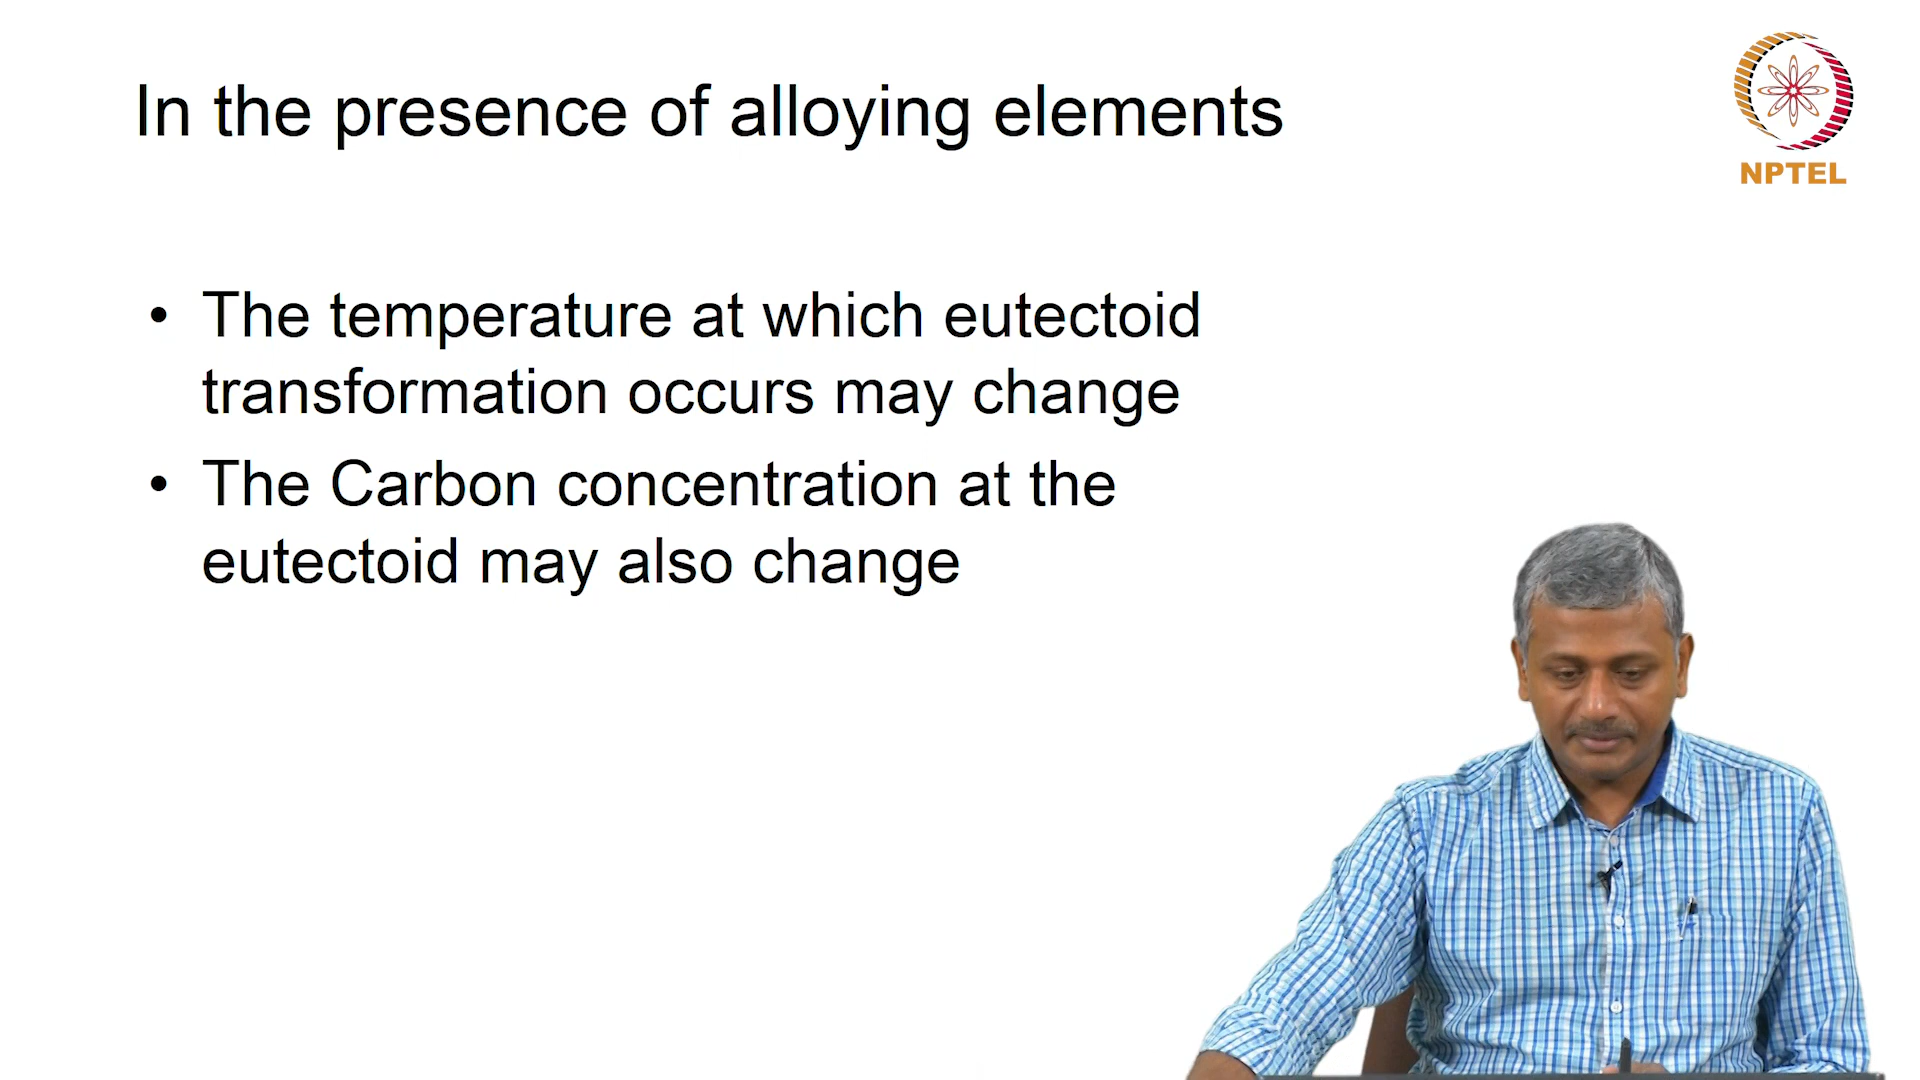 In the presence of alloying elements
NPTEL
• The temperature at which eutectoid
transformation occurs may change
• The Carbon concentration at the
eutectoid may also change